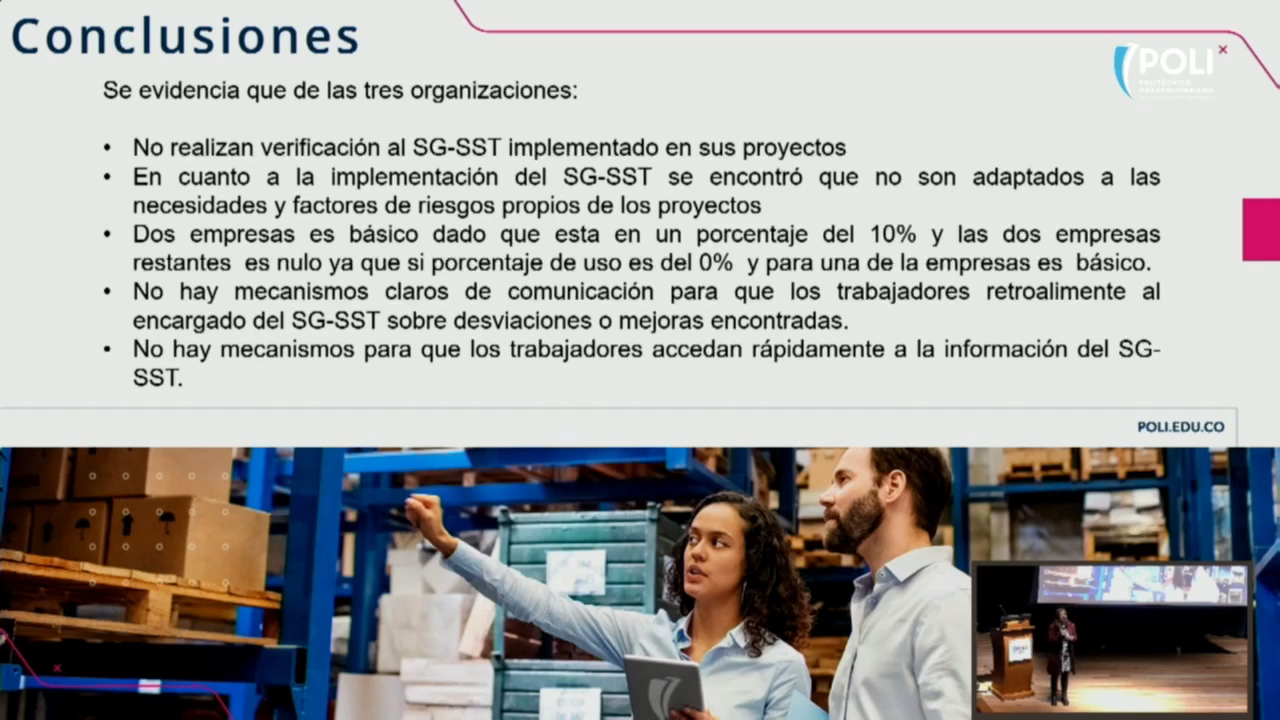 Conclusiones
POLI
POLITÉCNICO
GRANCOLOMBIANO
Se evidencia que de las tres organizaciones:
• No realizan verificación al SG-SST implementado en sus proyectos
• En cuanto a la implementación del SG-SST se encontró que no son adaptados a las
necesidades y factores de riesgos propios de los proyectos
• Dos empresas es básico dado que esta en un porcentaje del 10% y las dos empresas
restantes es nulo ya que si porcentaje de uso es del 0% y para una de la empresas es básico.
• No hay mecanismos claros de comunicación para que los trabajadores retroalimente al
encargado del SG-SST sobre desviaciones o mejoras encontradas.
• No hay mecanismos para que los trabajadores accedan rápidamente a la información del SG-
SST.
POLI.EDU.CO